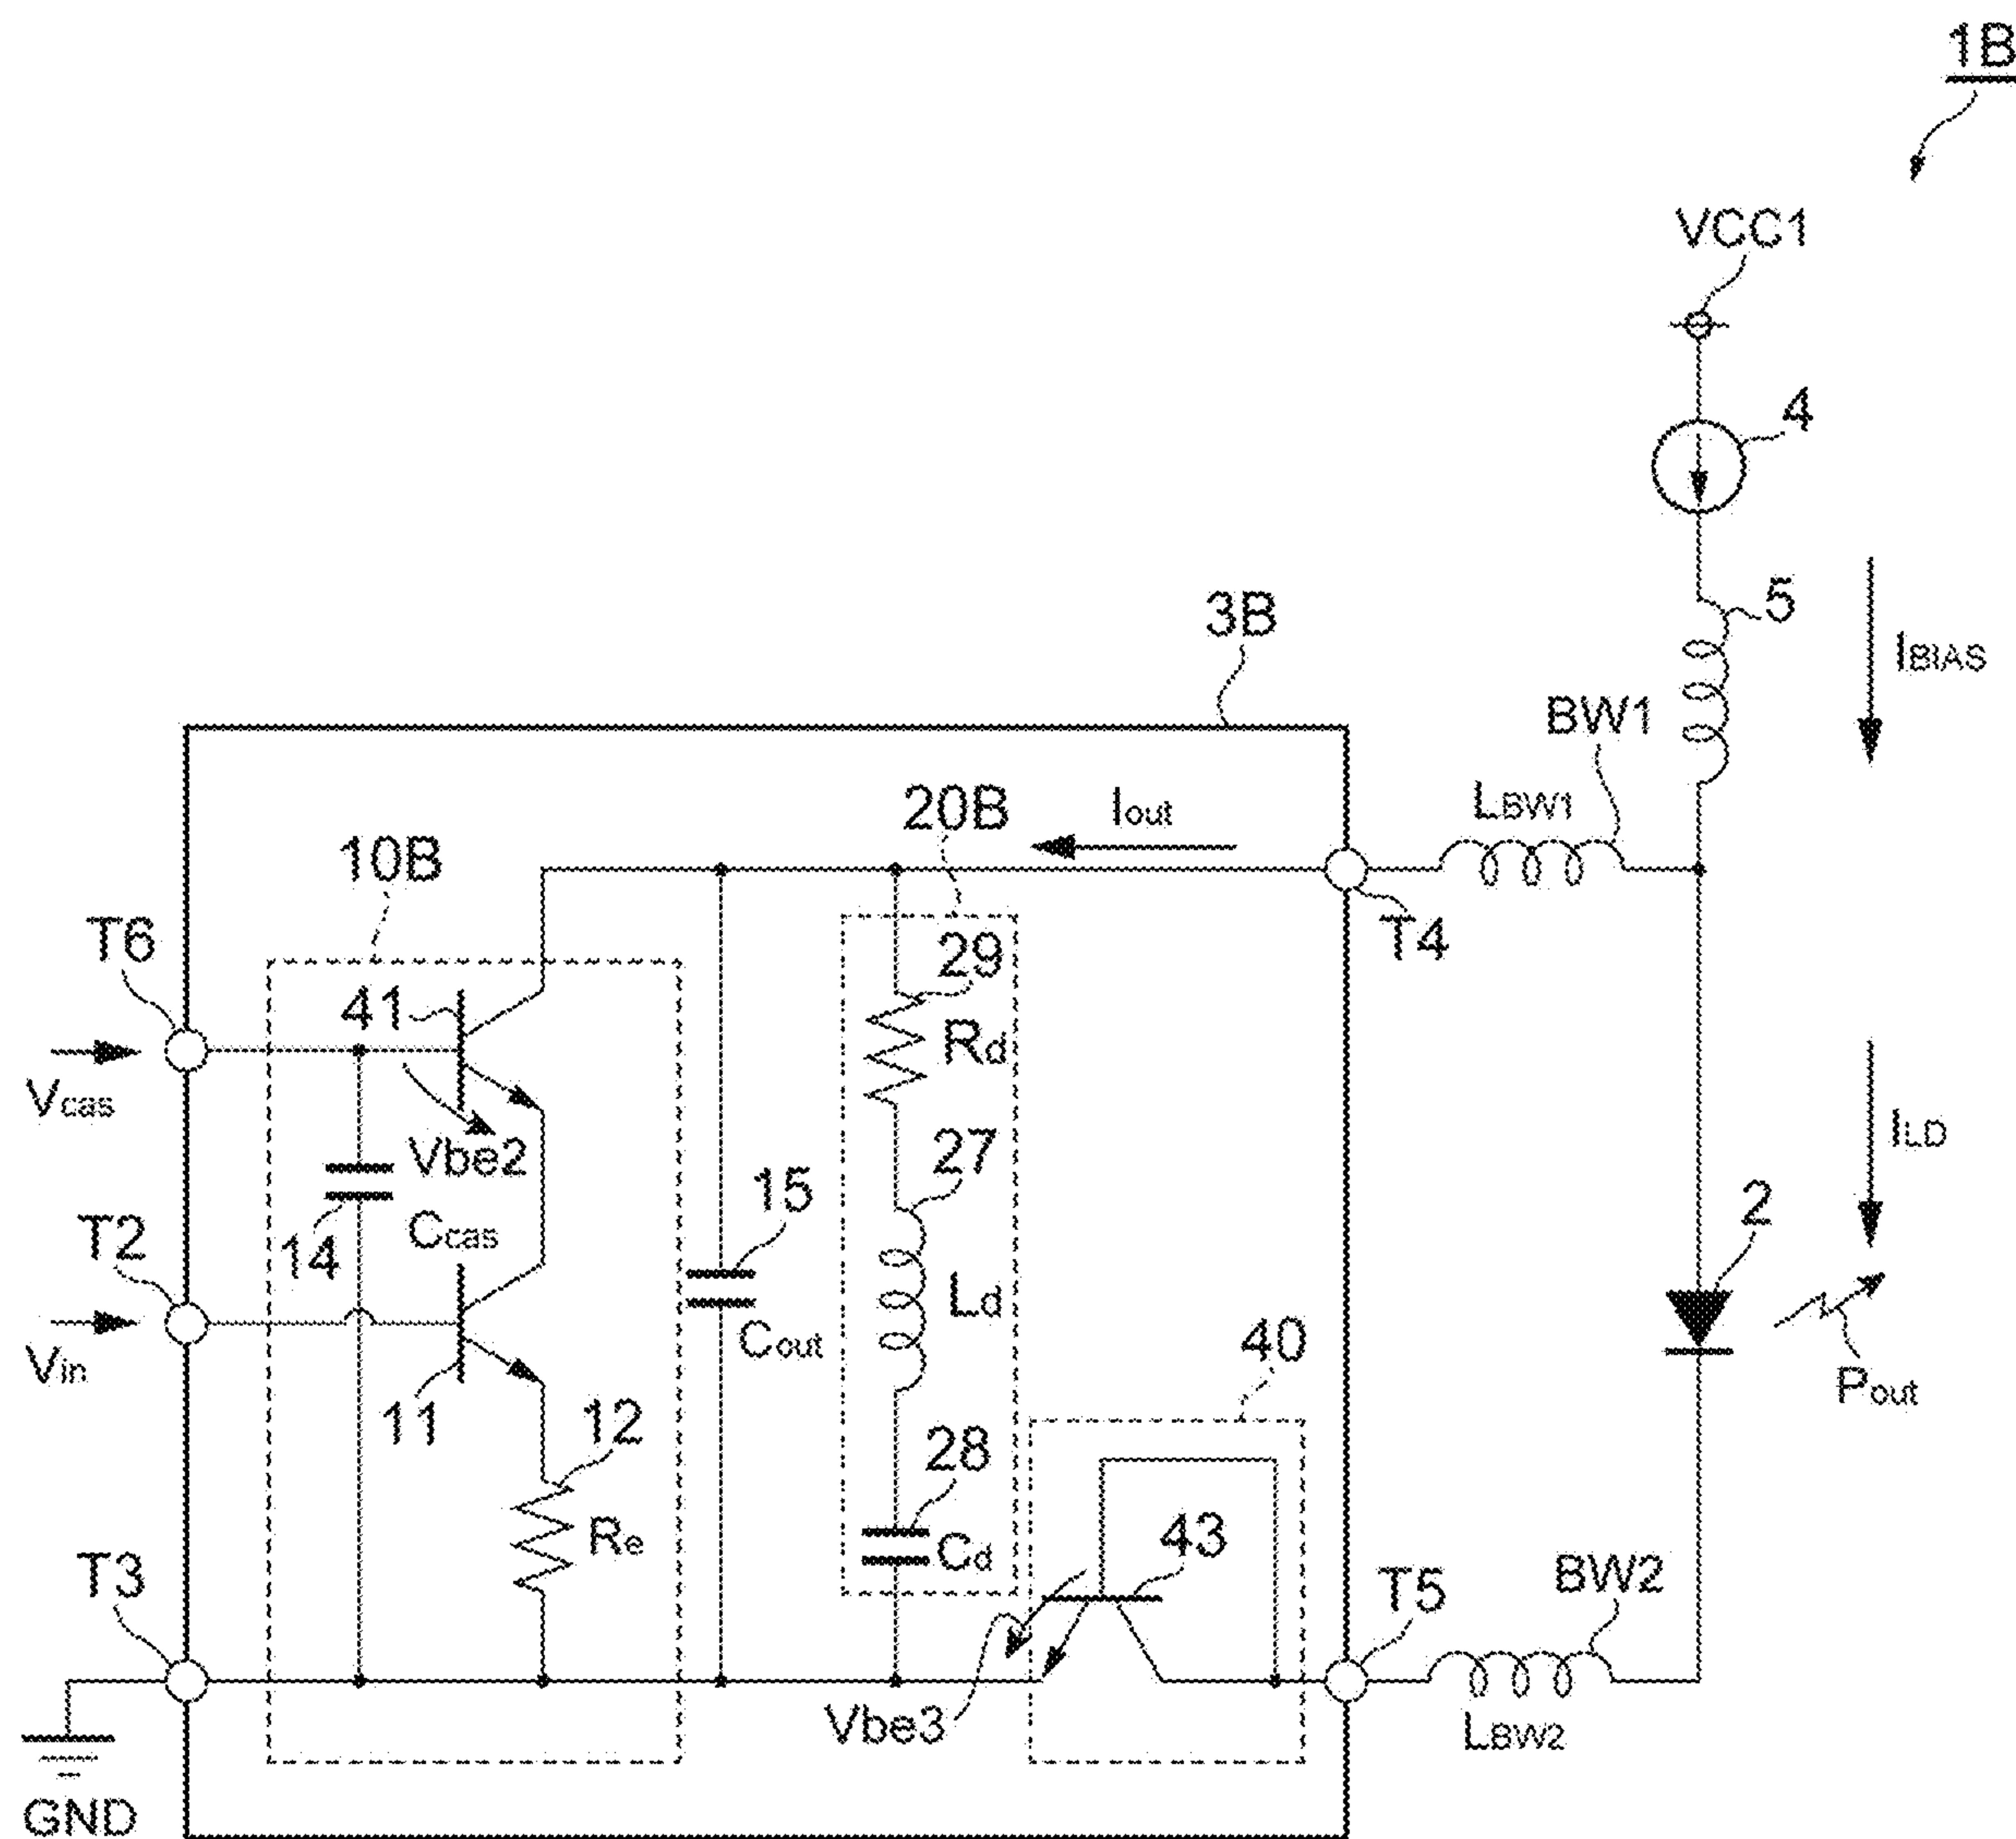 1B
VCC1
4
5
3B
IBIAS
BW1
LBW1
20B
Iout
10B
T6
T4
29
41
Rd
Vcas
ILD
27
Vbe2
15
2
T2
Ccas
14
Ld
Cout
40
Vin
Pout
11
12
28
43
Re
Cd
T3
T5
BW2
Vbe3
LBW2
GND